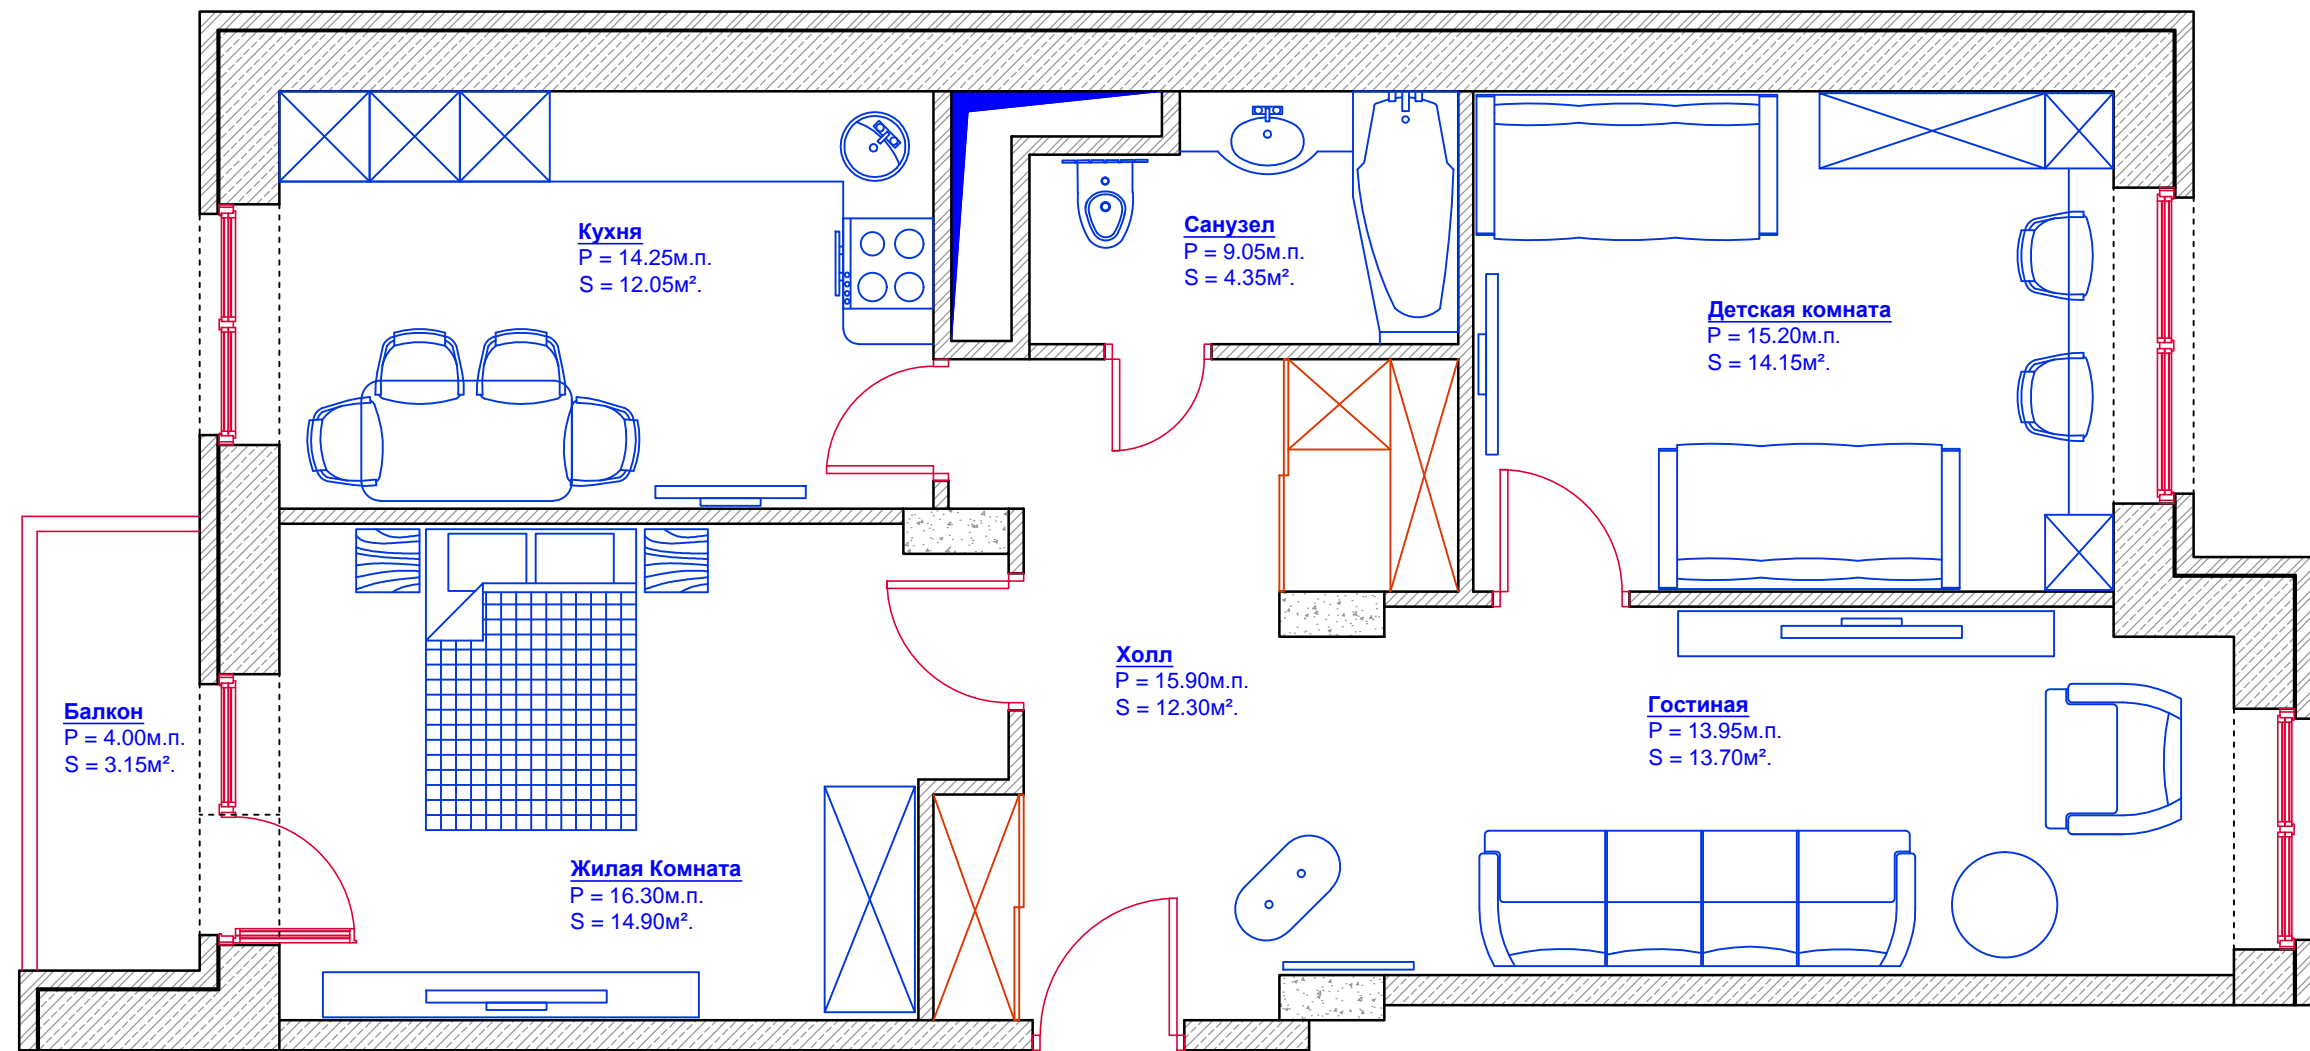 Кухня
P = 14.25м.п.
S = 12.05м².
Санузел
P = 9.05м.п.
S = 4.35м².
Детская комната
P = 15.20м.п.
S = 14.15м².
Балкон
P = 4.00м.п.
S = 3.15м².
Жилая Комната
P = 16.30м.п.
S = 14.90м².
Холл
P = 15.90м.п.
S = 12.30м².
Гостиная
P = 13.95м.п.
S = 13.70м².